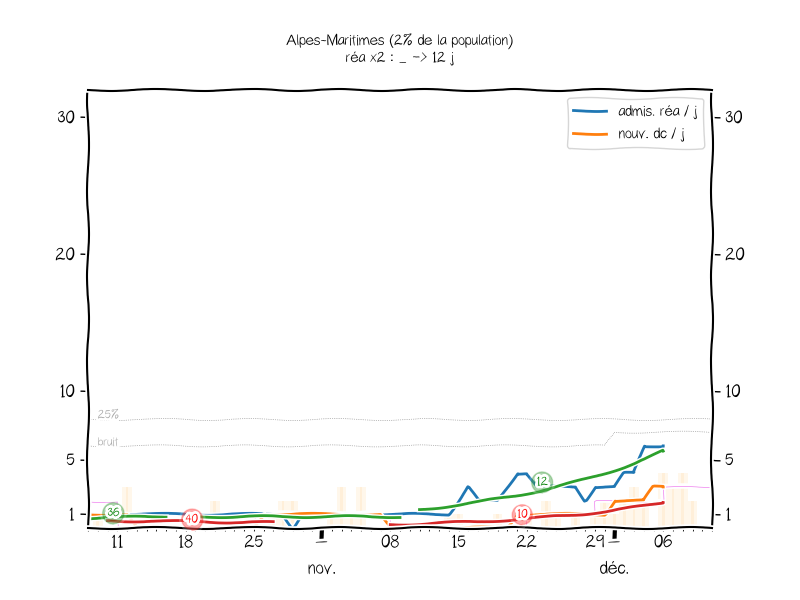 Alpes-Maritimes (2% de la population)
réa x2 : _ -> 12 j
admis. réa / j
nouv. dc / j
30 30
20 20
10 10
25%
bruit
5 5
12
36 40 10
1 1
11 18 25 1 08 15 22 29 1 06
nov. déc.